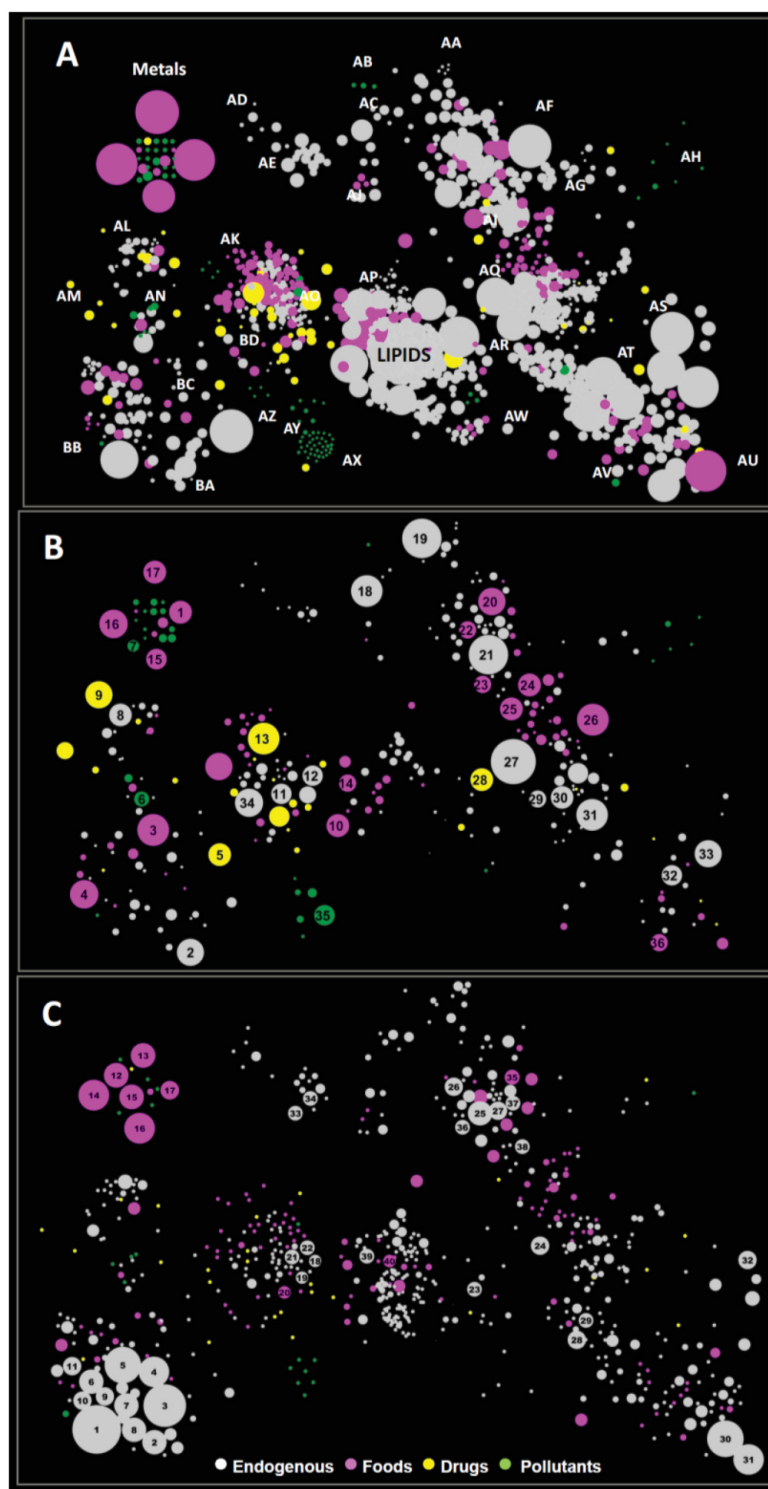 A
Metals
AA
AB
AC
AD
AE
AF
AG
AH
AI
AJ
AK
AL
AM
AN
AO
AP
AQ
LIPIDS
AR
AS
AT
BD
BC
BB
BA
AZ
AY
AX
AW
AV
AU
B
19
18
17
16
1
7
15
20
22
21
23
24
25
26
9
8
13
6
12
11
34
14
10
27
28
29
30
31
3
5
4
2
35
33
32
36
C
13
12
14
15
17
16
33
34
35
26
25
27
37
36
38
22
21
18
19
20
39
40
23
24
32
29
28
11
5
4
6
9
10
7
3
1
8
2
30
31
Endogenous Foods Drugs Pollutants